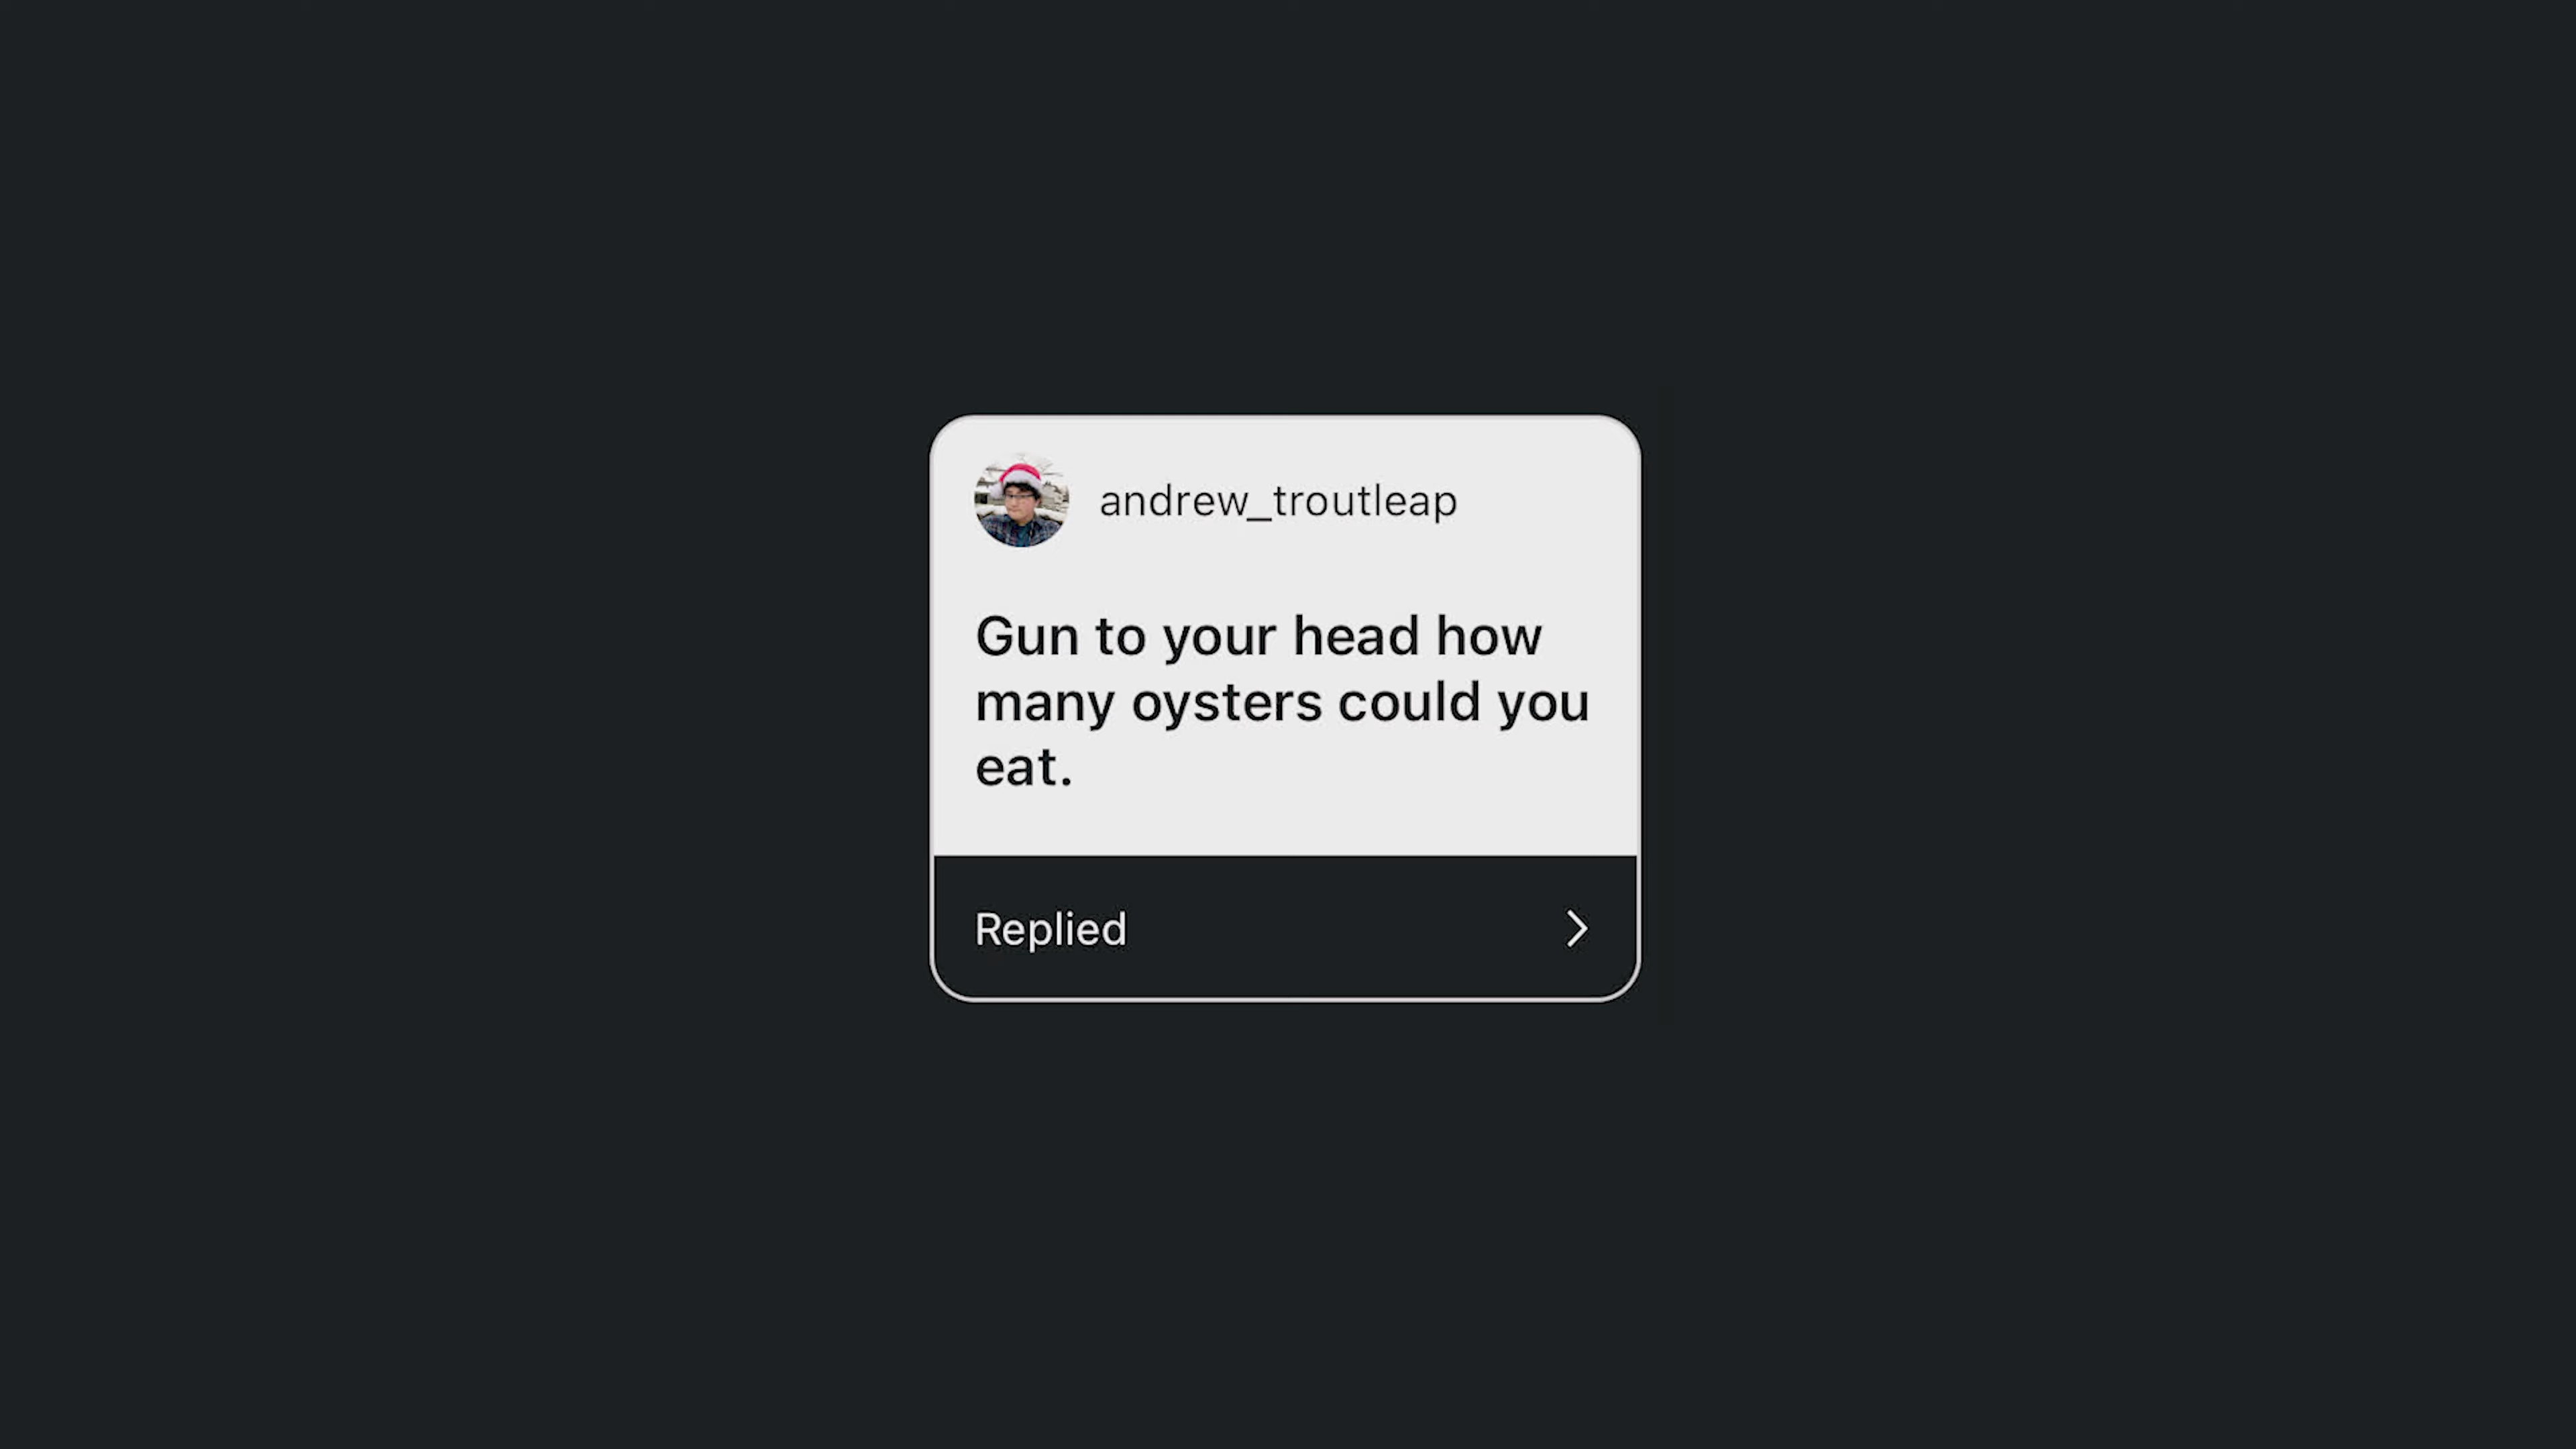 andrew_troutleap
Gun to your head how
many oysters could you
eat.
Replied